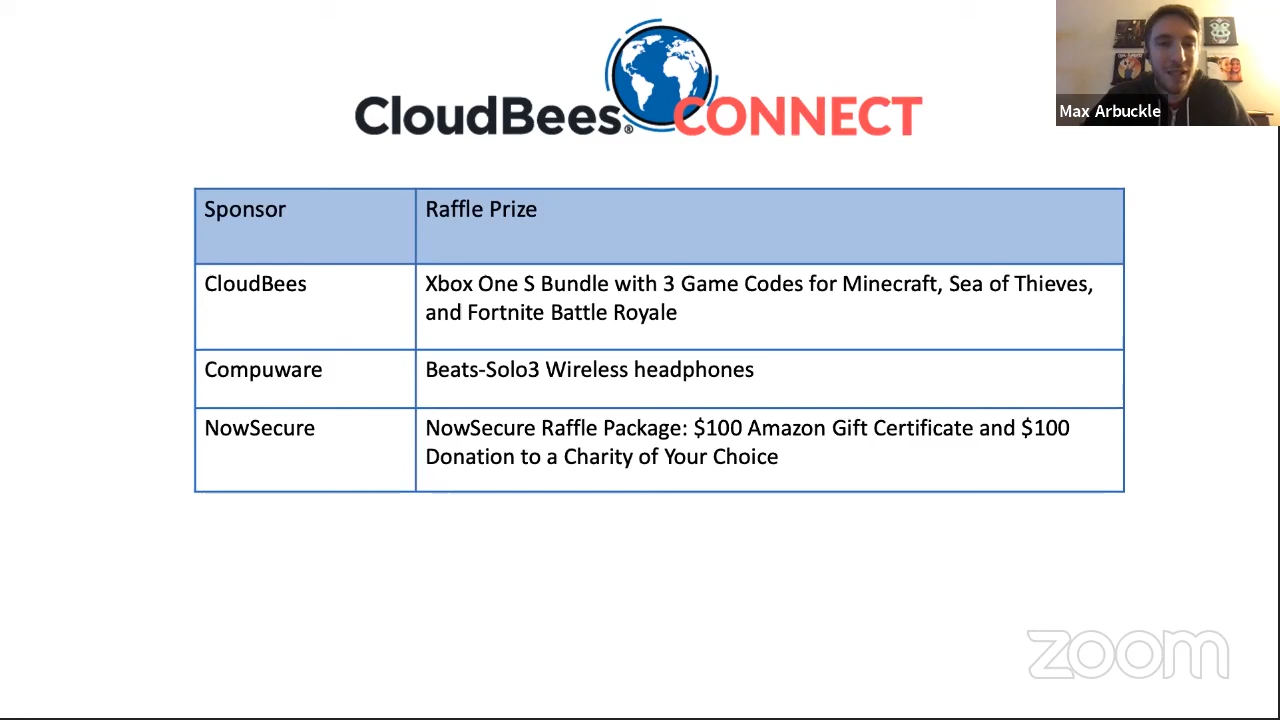 CloudBees® CONNECT
Max Arbuckle
Sponsor
Raffle Prize
CloudBees
Xbox One S Bundle with 3 Game Codes for Minecraft, Sea of Thieves,
and Fortnite Battle Royale
Compuware
Beats-Solo3 Wireless headphones
NowSecure
NowSecure Raffle Package: $100 Amazon Gift Certificate and $100
Donation to a Charity of Your Choice
zoom